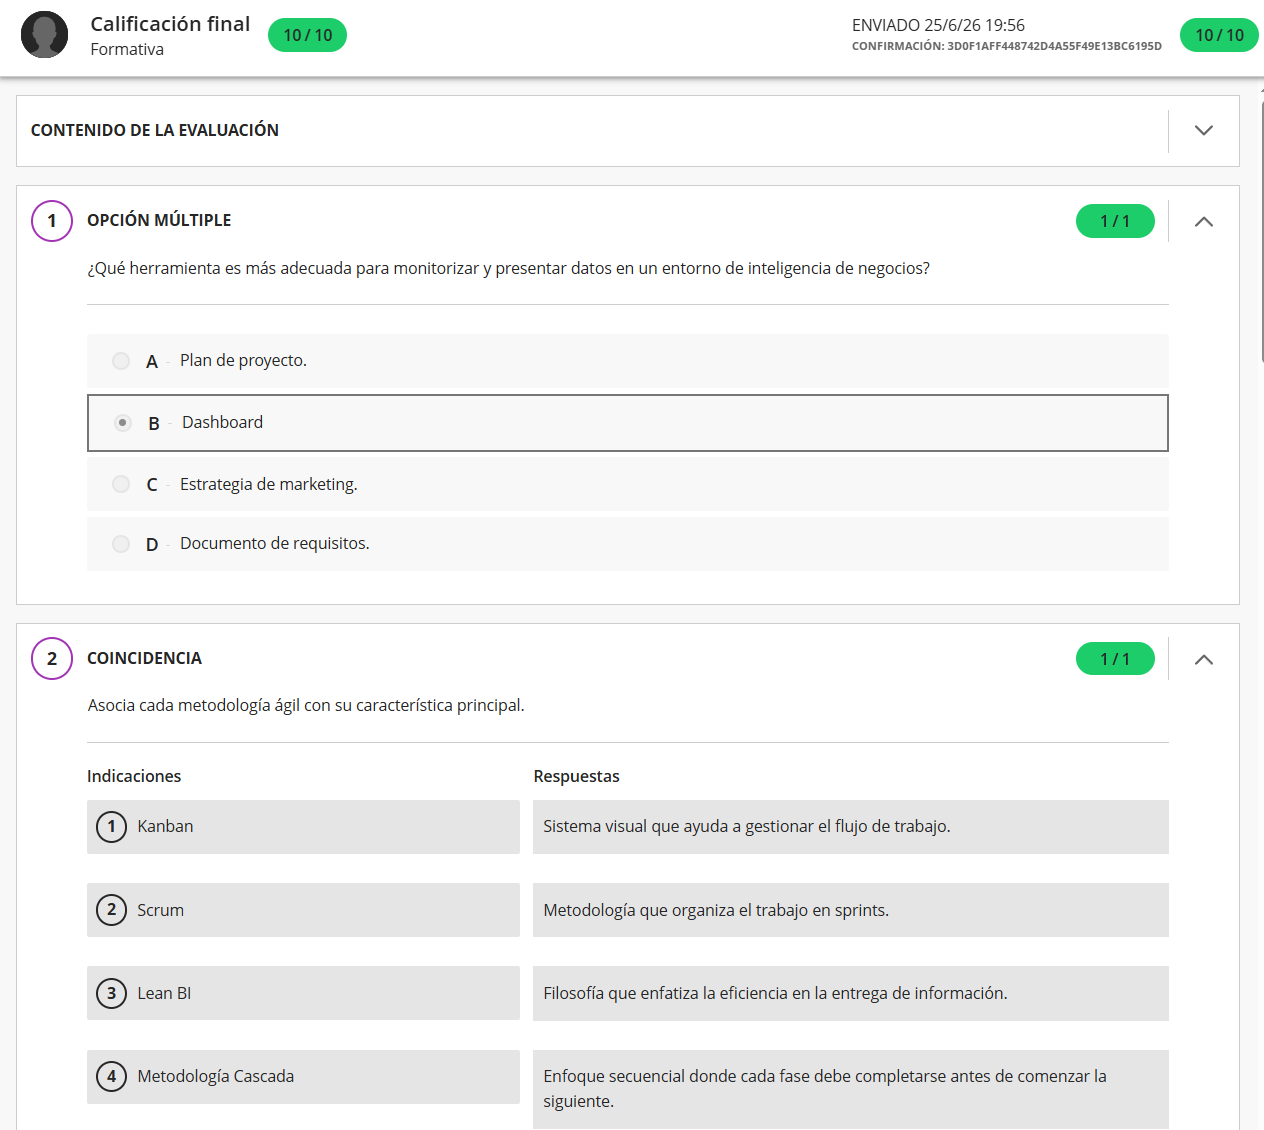 Calificación final
Formativa
10 / 10
ENVIADO 25/6/26 19:56
CONFIRMACIÓN: 3D0F1AFF448742D4A55F49E13BC6195D
10 / 10
CONTENIDO DE LA EVALUACIÓN
1
OPCIÓN MÚLTIPLE
1 / 1
¿Qué herramienta es más adecuada para monitorizar y presentar datos en un entorno de inteligencia de negocios?
A - Plan de proyecto.
B - Dashboard
C - Estrategia de marketing.
D - Documento de requisitos.
2
COINCIDENCIA
1 / 1
Asocia cada metodología ágil con su característica principal.
Indicaciones
Respuestas
1 Kanban
Sistema visual que ayuda a gestionar el flujo de trabajo.
2 Scrum
Metodología que organiza el trabajo en sprints.
3 Lean BI
Filosofía que enfatiza la eficiencia en la entrega de información.
4 Metodología Cascada
Enfoque secuencial donde cada fase debe completarse antes de comenzar la
siguiente.